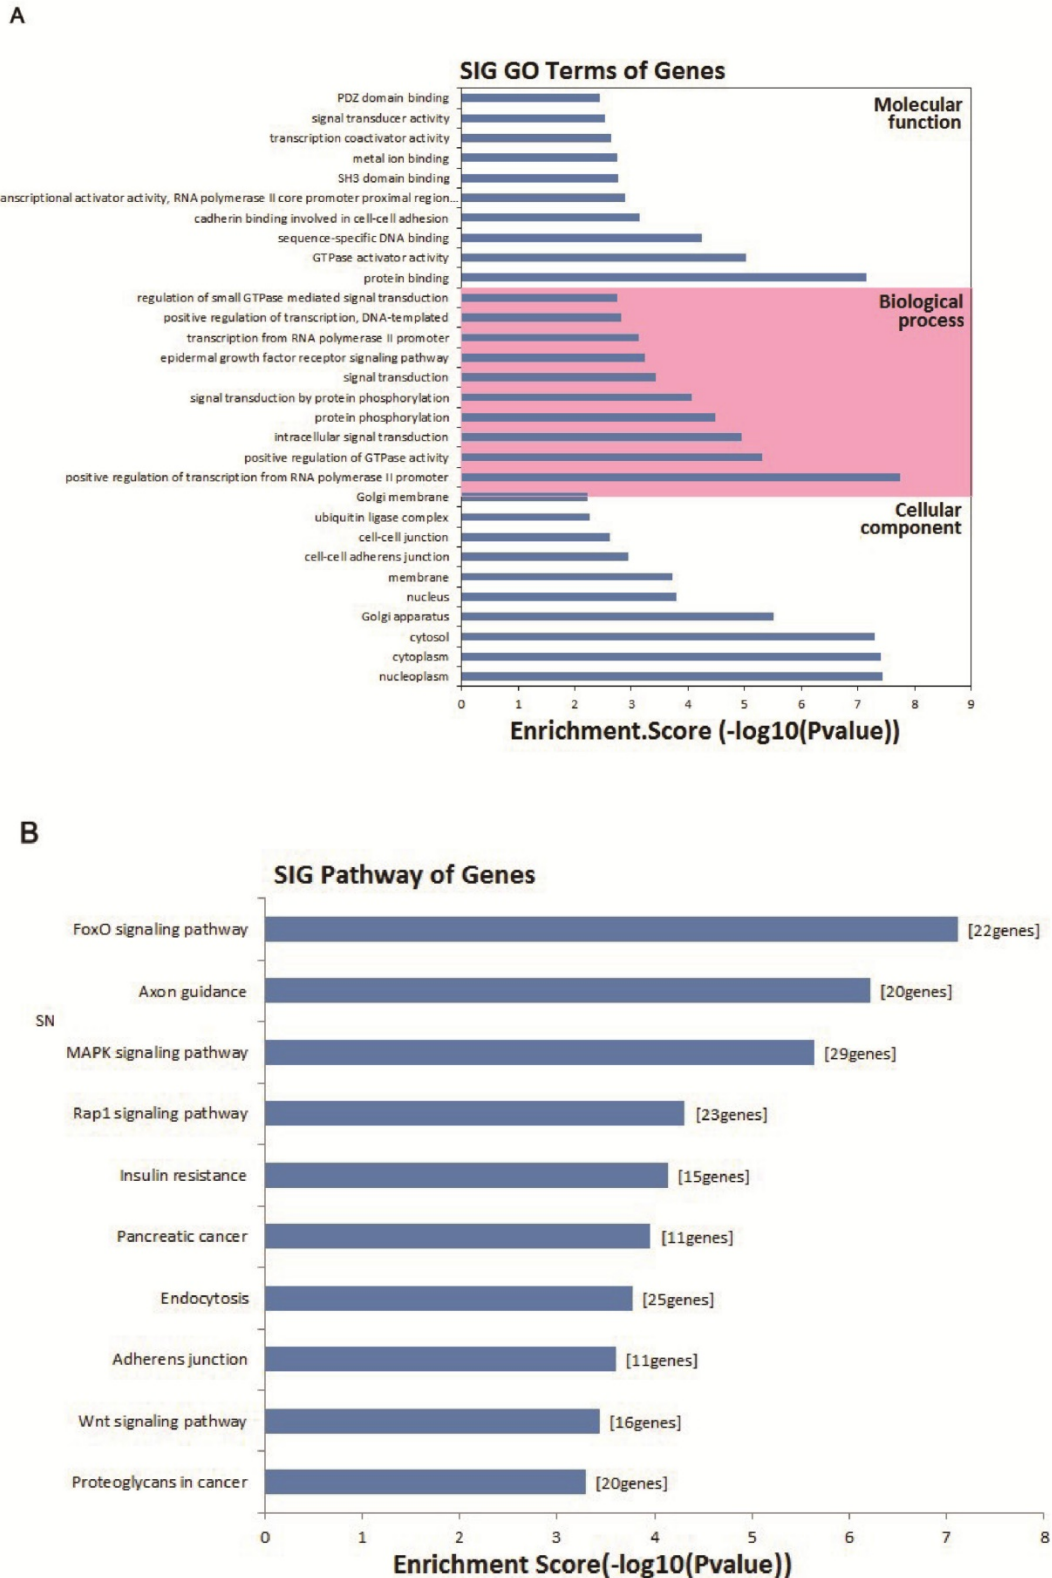 A
SIG GO Terms of Genes
Molecular
function
PDZ domain binding
signal transducer activity
transcription coactivator activity
metal ion binding
SH3 domain binding
anscriptional activator activity, RNA polymerase II core promoter proximal region...
cadherin binding involved in cell-cell adhesion
sequence-specific DNA binding
GTPase activator activity
protein binding
Biological
process
regulation of small GTPase mediated signal transduction
positive regulation of transcription, DNA-templated
transcription from RNA polymerase II promoter
epidermal growth factor receptor signaling pathway
signal transduction
signal transduction by protein phosphorylation
protein phosphorylation
intracellular signal transduction
positive regulation of GTPase activity
positive regulation of transcription from RNA polymerase II promoter
Cellular
component
Golgi membrane
ubiquitin ligase complex
cell-cell junction
cell-cell adherens junction
membrane
nucleus
Golgi apparatus
cytosol
cytoplasm
nucleoplasm
0 1 2 3 4 5 6 7 8 9
Enrichment.Score (-log10(Pvalue))
B
SIG Pathway of Genes
FoxO signaling pathway [22genes]
Axon guidance [20genes]
SN
MAPK signaling pathway [29genes]
Rap1 signaling pathway [23genes]
Insulin resistance [15genes]
Pancreatic cancer [11genes]
Endocytosis [25genes]
Adherens junction [11genes]
Wnt signaling pathway [16genes]
Proteoglycans in cancer [20genes]
0 1 2 3 4 5 6 7 8
Enrichment Score(-log10(Pvalue))